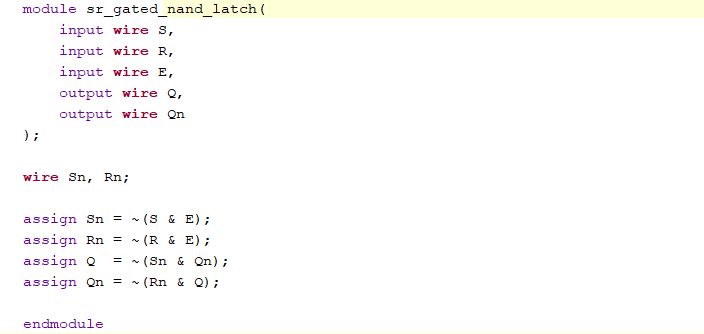 module sr_gated_nand_latch(
    input wire S,
    input wire R,
    input wire E,
    output wire Q,
    output wire Qn
);
wire Sn, Rn;
assign Sn = ~(S & E);
assign Rn = ~(R & E);
assign Q  = ~(Sn & Qn);
assign Qn = ~(Rn & Q);
endmodule